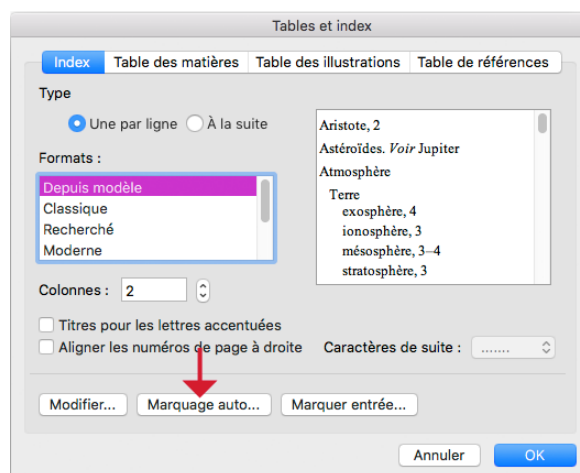 Tables et index
Index Table des matières Table des illustrations Table de références
Type
Une par ligne À la suite
Formats :
Depuis modèle
Classique
Recherché
Moderne
Aristote, 2
Astéroïdes. Voir Jupiter
Atmosphère
Terre
exosphère, 4
ionosphère, 3
mésosphère, 3–4
stratosphère, 3
Colonnes : 2
Titres pour les lettres accentuées
Aligner les numéros de page à droite Caractères de suite : .......
Modifier... Marquage auto... Marquer entrée...
Annuler OK